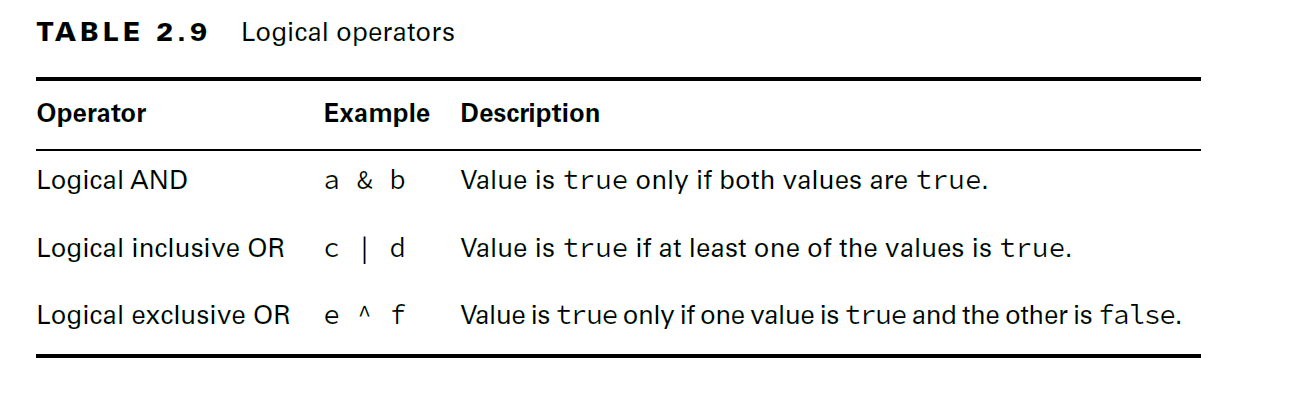 TABLE 2.9 Logical operators
Operator Example Description
Logical AND a & b Value is true only if both values are true.
Logical inclusive OR c | d Value is true if at least one of the values is true.
Logical exclusive OR e ^ f Value is true only if one value is true and the other is false.